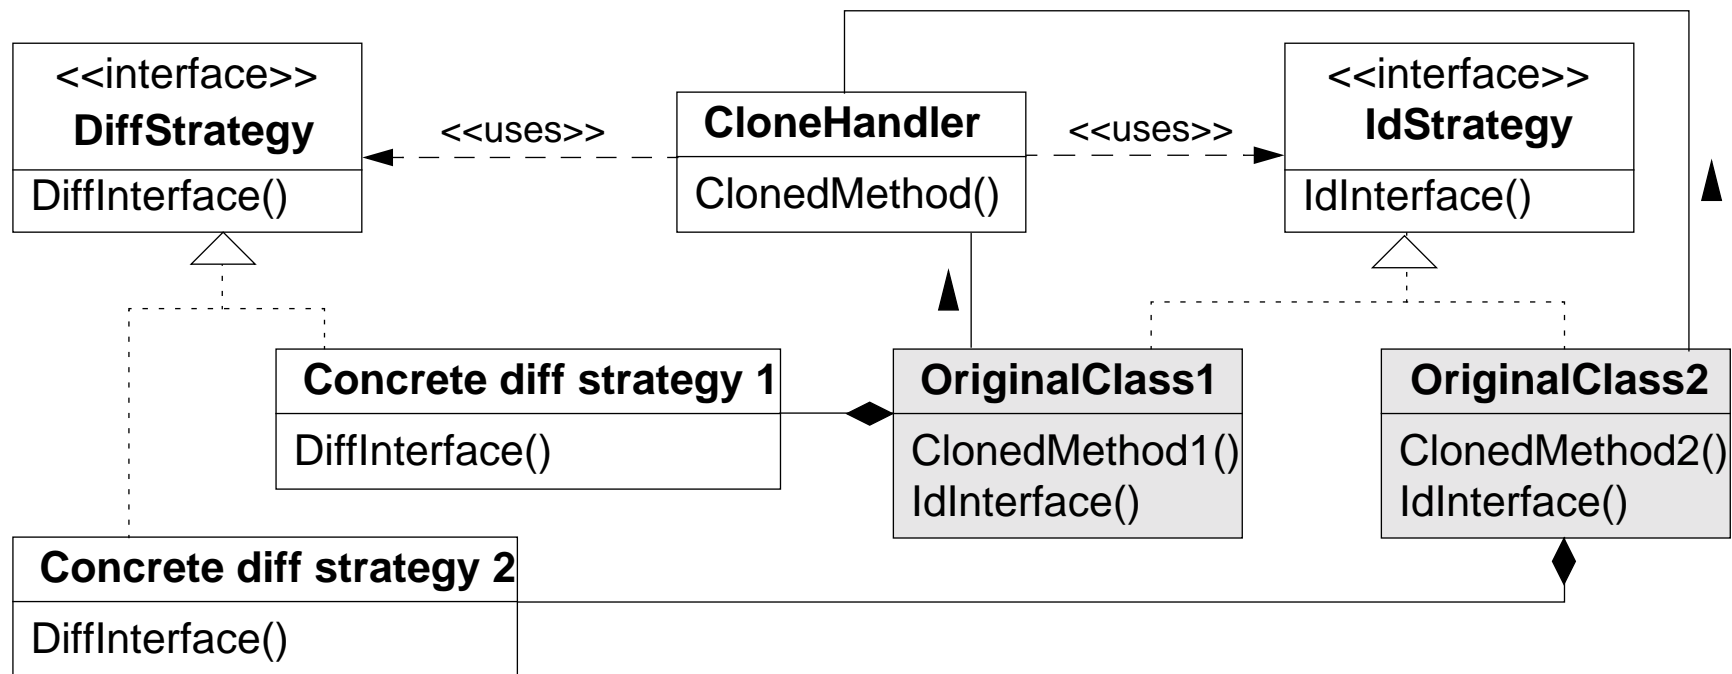 <<interface>>
DiffStrategy
DiffInterface()
<<uses>>
CloneHandler
ClonedMethod()
<<uses>>
<<interface>>
IdStrategy
IdInterface()
Concrete diff strategy 1
DiffInterface()
OriginalClass1
ClonedMethod1()
IdInterface()
OriginalClass2
ClonedMethod2()
IdInterface()
Concrete diff strategy 2
DiffInterface()